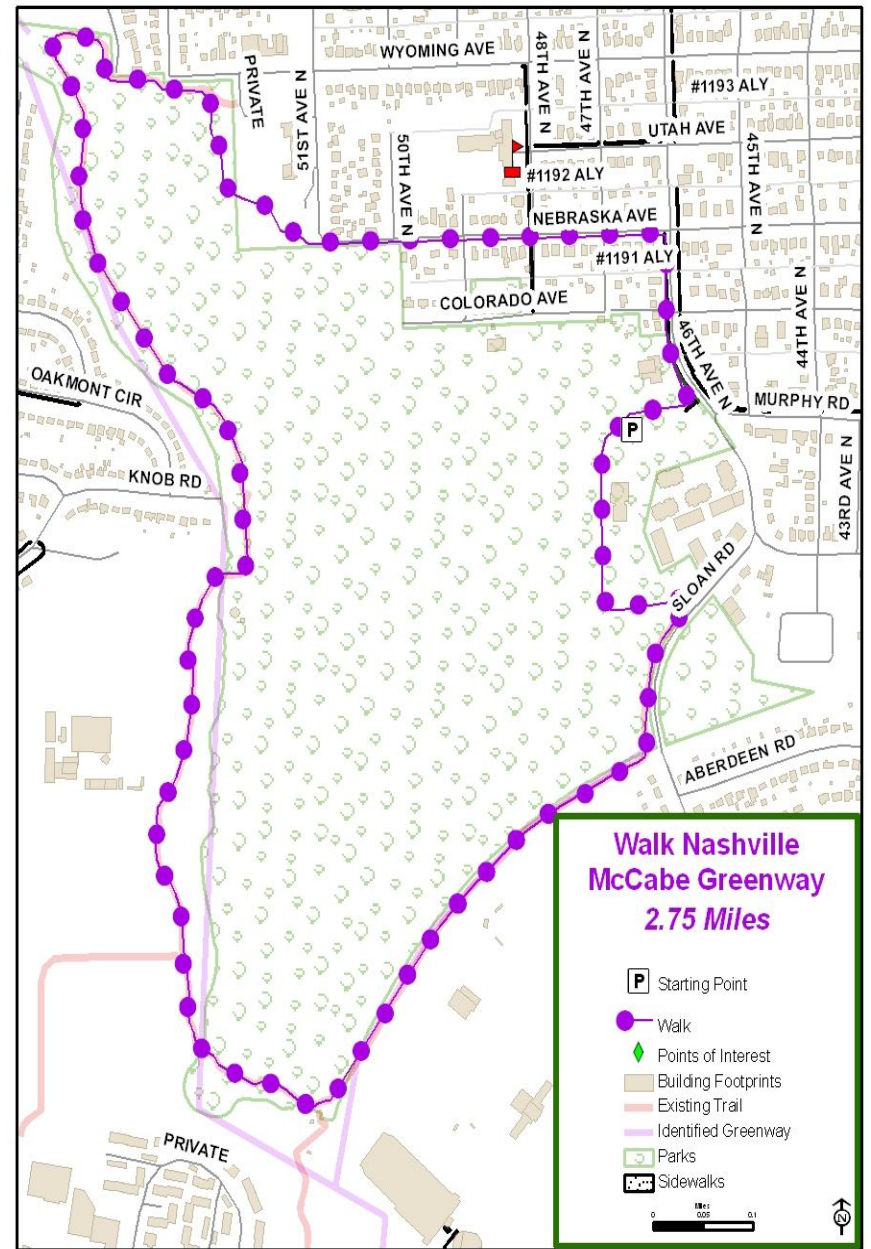 WYOMING AVE
PRIVATE
48TH AVE N
47TH AVE N
#1193 ALY
UTAH AVE
51ST AVE N
50TH AVE N
45TH AVE N
#1192 ALY
NEBRASKA AVE
#1191 ALY
COLORADO AVE
46TH AVE N
44TH AVE N
OAKMONT CIR
MURPHY RD
P
KNOB RD
43RD AVE N
SLOAN RD
ABERDEEN RD
PRIVATE
Walk Nashville
McCabe Greenway
2.75 Miles
P Starting Point
Walk
Points of Interest
Building Footprints
Existing Trail
Identified Greenway
Parks
Sidewalks
Miles
0 0.05 0.1
N